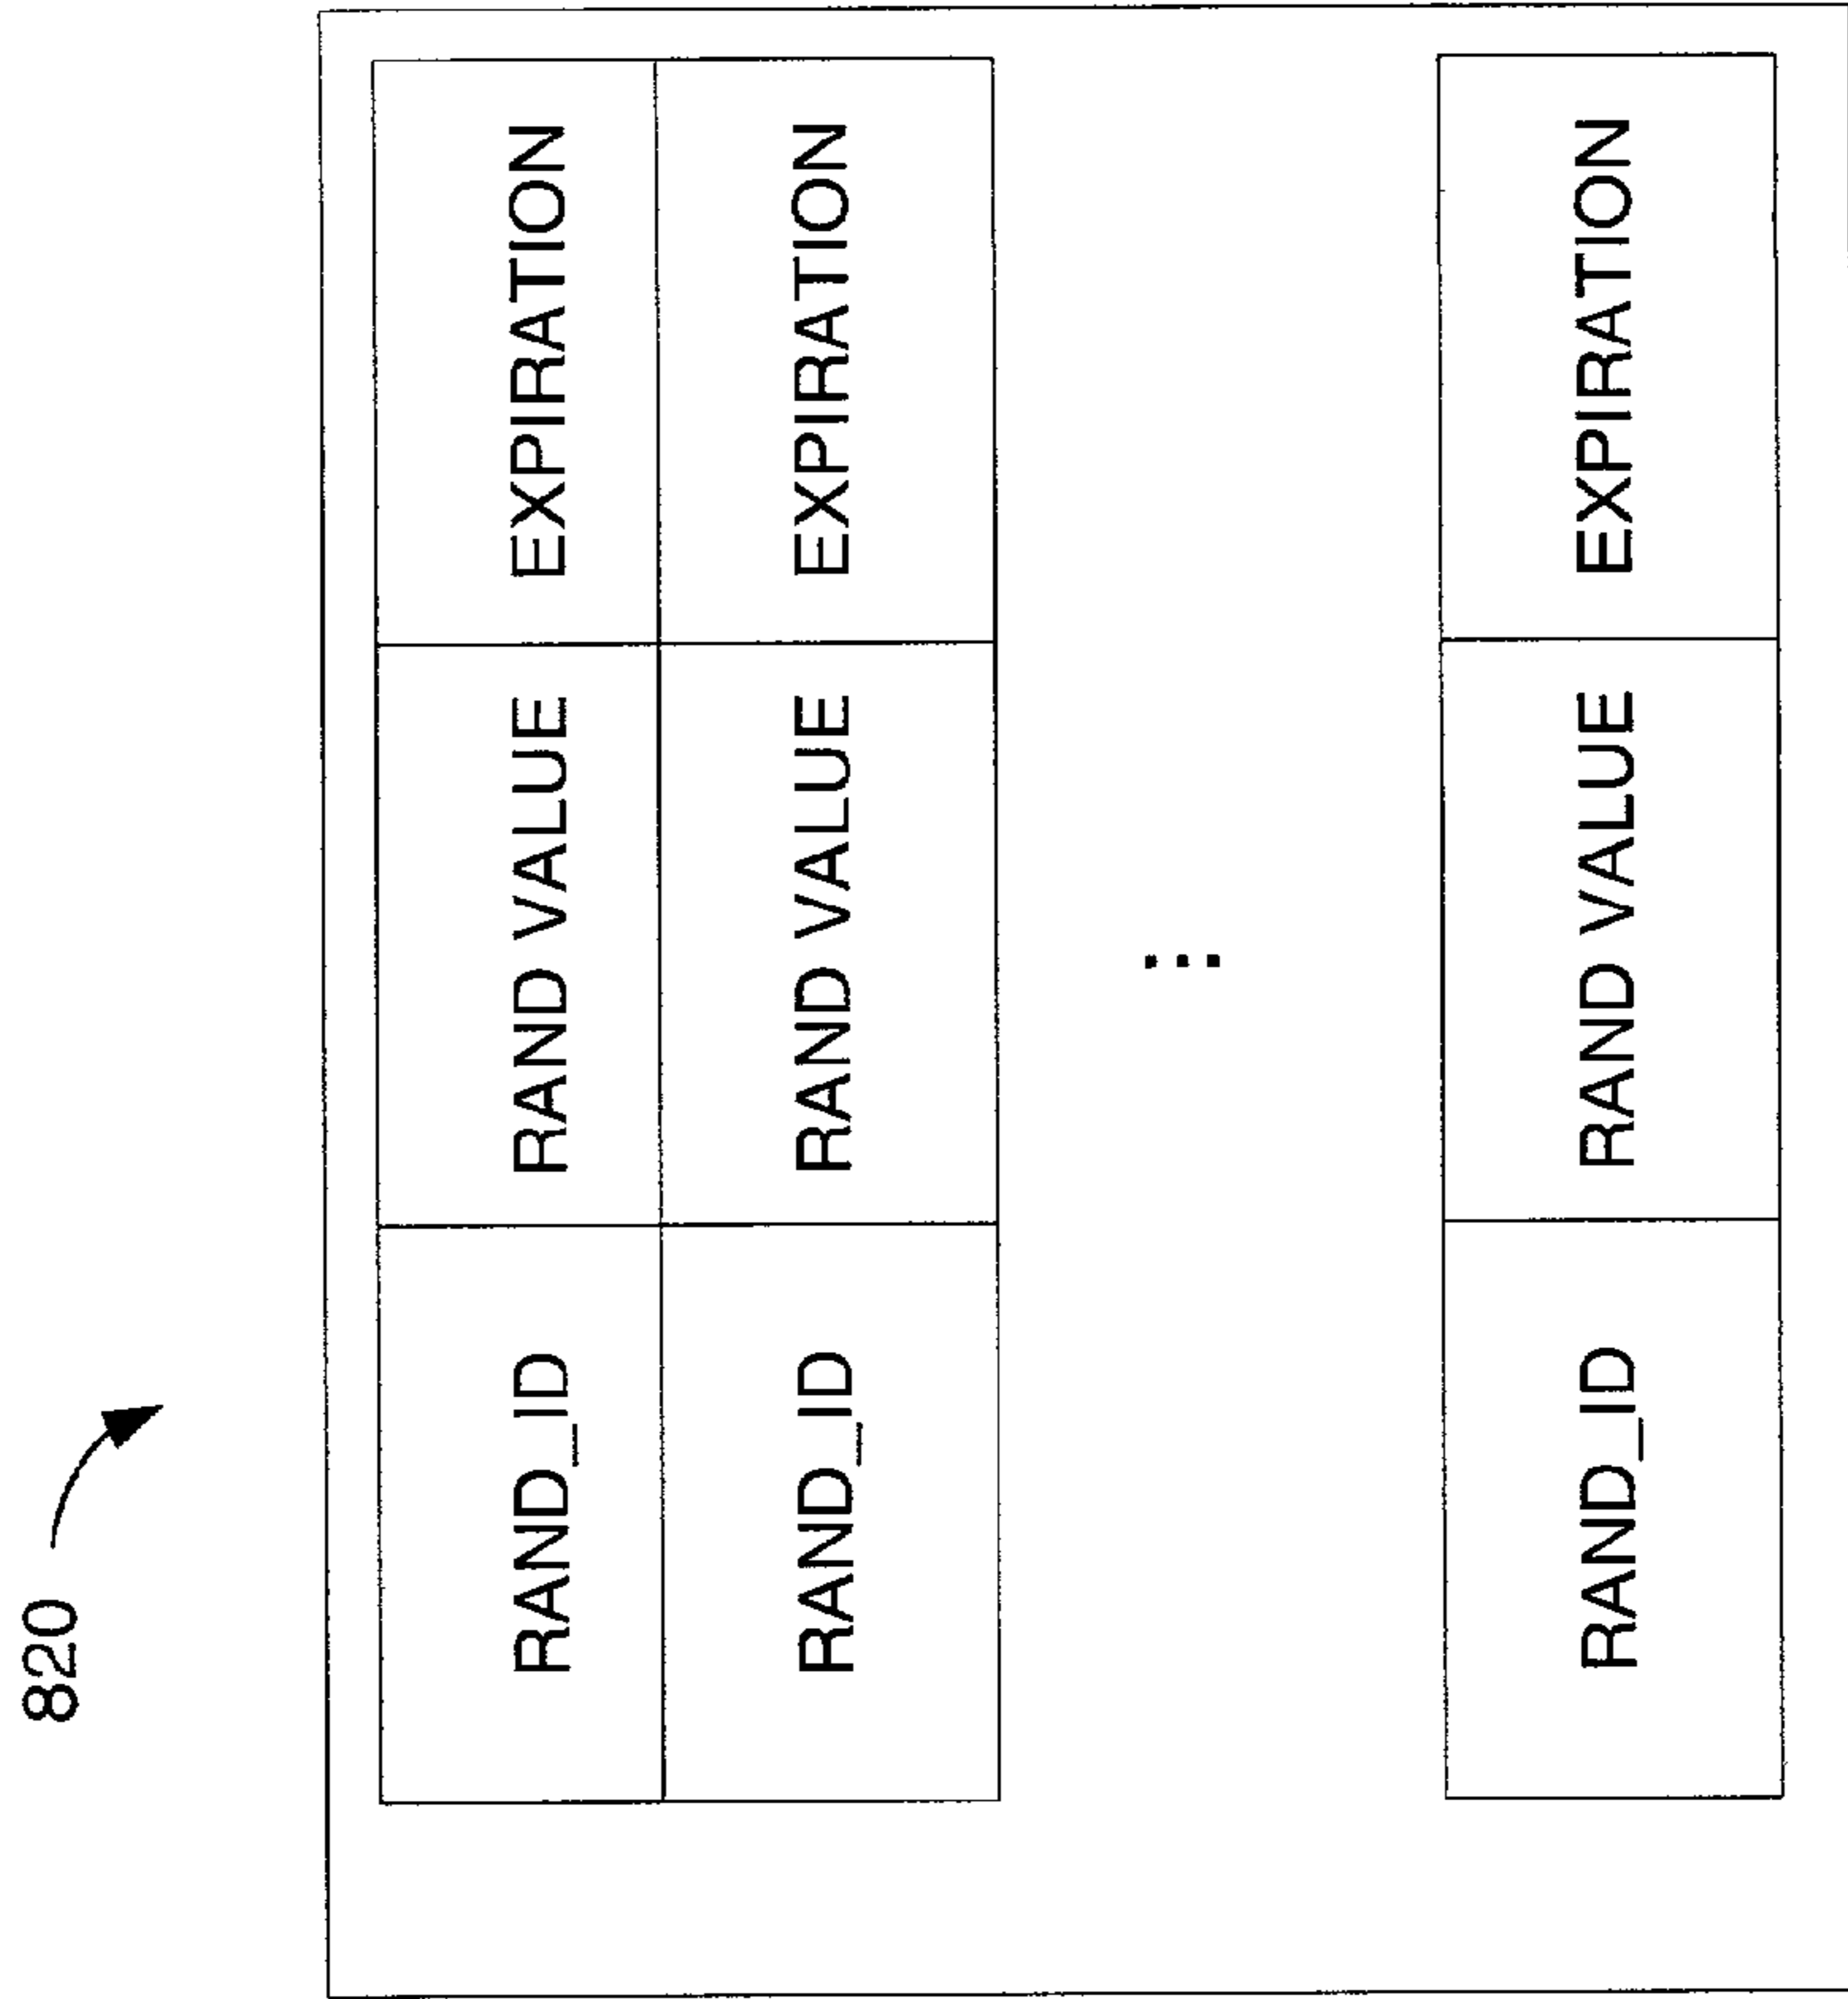 820
RAND_ID RAND VALUE EXPIRATION
RAND_ID RAND VALUE EXPIRATION
...
RAND_ID RAND VALUE EXPIRATION